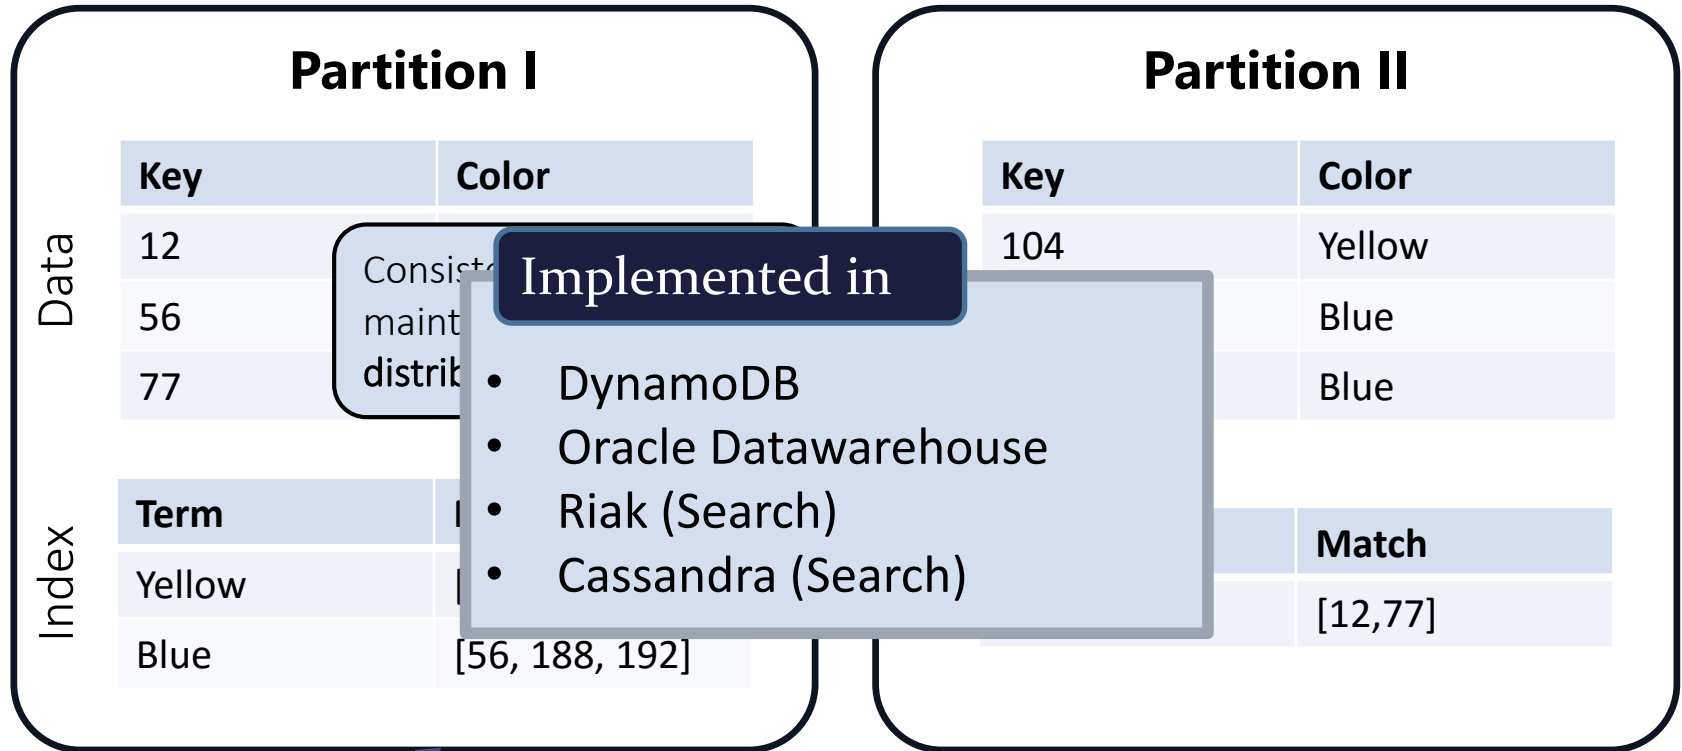 Partition I
Data
Key Color
12
56
77
Index
Term
Yellow
Blue [56, 188, 192]
Implemented in
• DynamoDB
• Oracle Datawarehouse
• Riak (Search)
• Cassandra (Search)
Partition II
Key Color
104 Yellow
Blue
Blue
Match
[12,77]